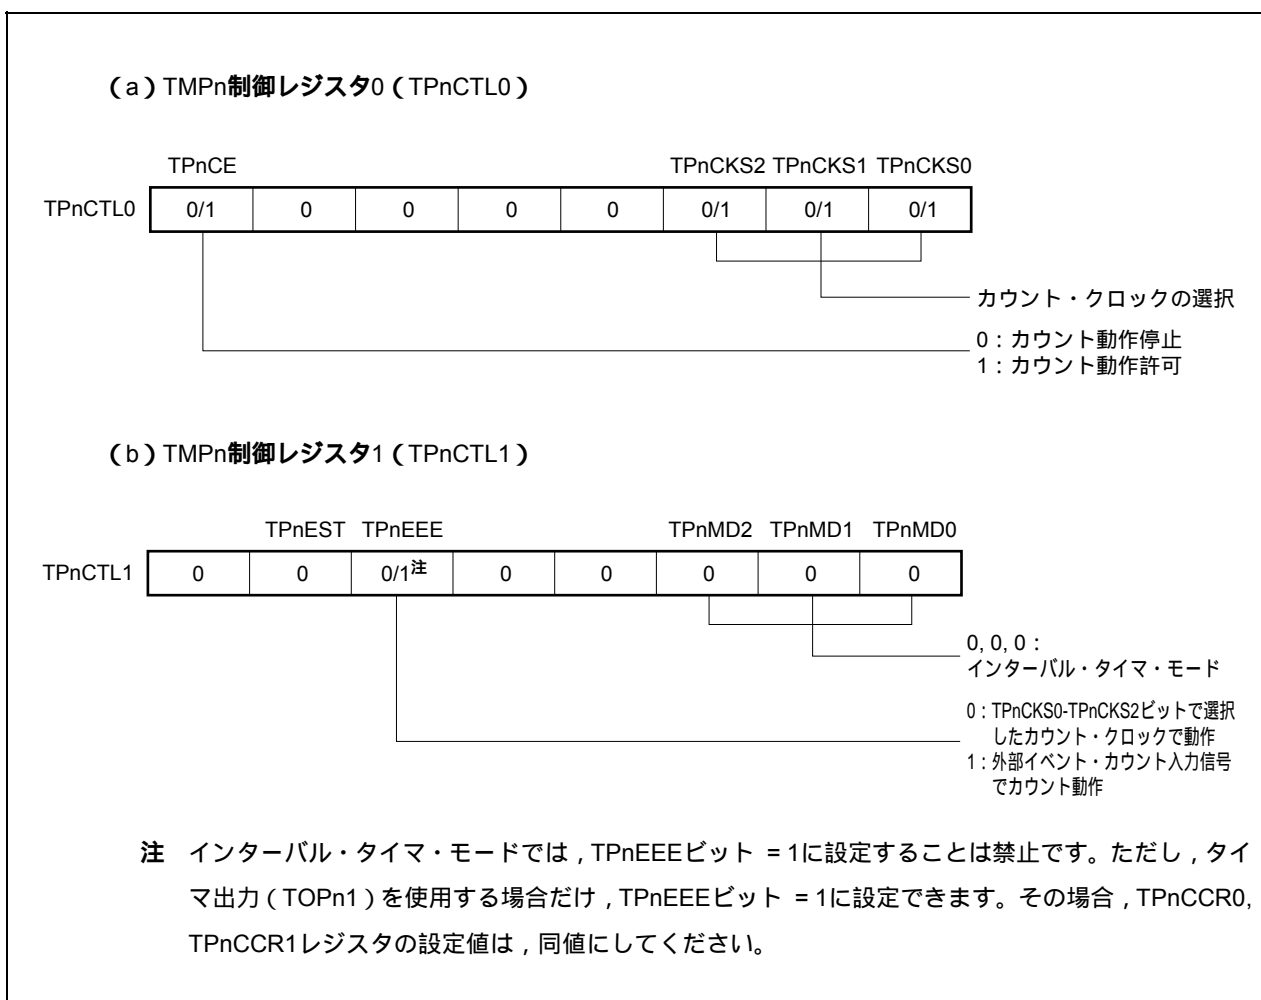 (a)TMPn制御レジスタ0(TPnCTL0)
TPnCE TPnCKS2 TPnCKS1 TPnCKS0
TPnCTL0 0/1 0 0 0 0 0/1 0/1 0/1
カウント・クロックの選択
0:カウント動作停止
1:カウント動作許可
(b)TMPn制御レジスタ1(TPnCTL1)
TPnEST TPnEEE TPnMD2 TPnMD1 TPnMD0
TPnCTL1 0 0 0/1注 0 0 0 0 0
0, 0, 0:
インターバル・タイマ・モード
0:TPnCKS0-TPnCKS2ビットで選択
したカウント・クロックで動作
1:外部イベント・カウント入力信号
でカウント動作
注 インターバル・タイマ・モードでは,TPnEEEビット = 1に設定することは禁止です。ただし,タイ
マ出力(TOPn1)を使用する場合だけ,TPnEEEビット = 1に設定できます。その場合,TPnCCR0,
TPnCCR1レジスタの設定値は,同値にしてください。